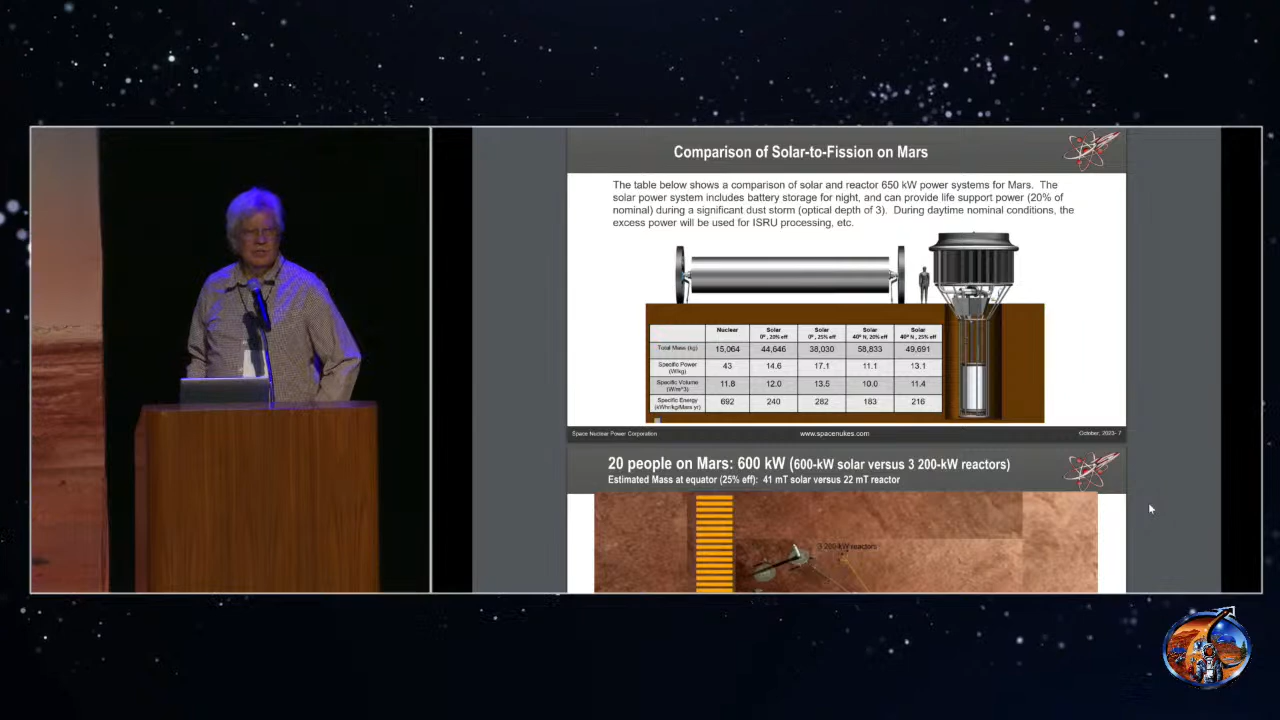 Comparison of Solar-to-Fission on Mars
The table below shows a comparison of solar and reactor 650 kW power systems for Mars. The
solar power system includes battery storage for night, and can provide life support power (20% of
nominal) during a significant dust storm (optical depth of 3). During daytime nominal conditions, the
excess power will be used for ISRU processing, etc.
Nuclear Solar Solar Solar Solar
0º , 20% eff 0º , 25% eff 40º N, 20% eff 40º N, 25% eff
Total Mass (kg) 15,064 44,646 38,030 58,833 49,691
Specific Power
(W/kg) 43 14.6 17.1 11.1 13.1
Specific Volume
(W/m^3) 11.8 12.0 13.5 10.0 11.4
Specific Energy
(kWhr/kg/Mars yr) 692 240 282 183 216
Space Nuclear Power Corporation www.spacenukes.com October, 2023- 7
20 people on Mars: 600 kW (600-kW solar versus 3 200-kW reactors)
Estimated Mass at equator (25% eff): 41 mT solar versus 22 mT reactor
3 200-kW reactors